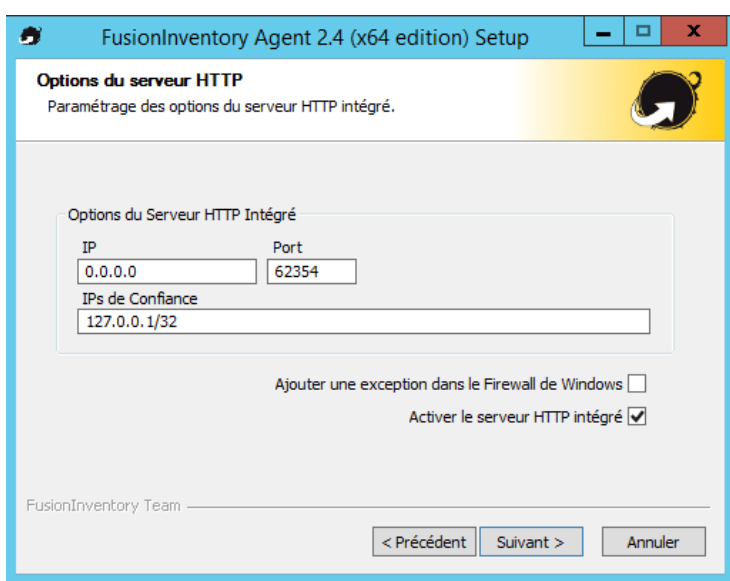 FusionInventory Agent 2.4 (x64 edition) Setup
Options du serveur HTTP
Paramétrage des options du serveur HTTP intégré.
Options du Serveur HTTP Intégré
IP Port
0.0.0.0 62354
IPs de Confiance
127.0.0.1/32
Ajouter une exception dans le Firewall de Windows
Activer le serveur HTTP intégré
FusionInventory Team
< Précédent Suivant > Annuler